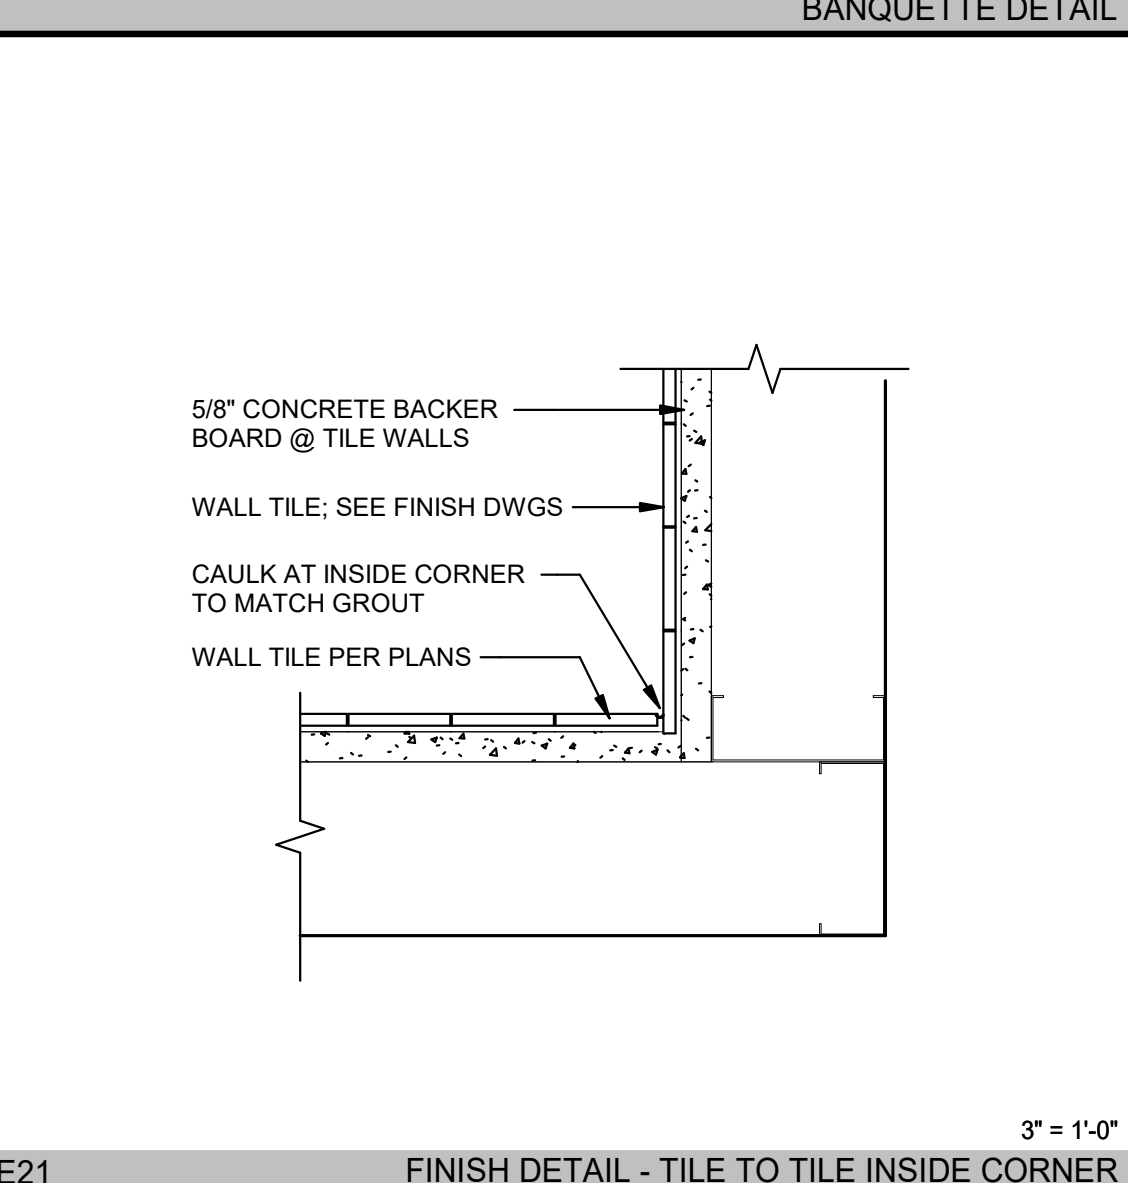 BANQUETTE DETAIL
5/8" CONCRETE BACKER
BOARD @ TILE WALLS
WALL TILE; SEE FINISH DWGS
CAULK AT INSIDE CORNER
TO MATCH GROUT
WALL TILE PER PLANS
3" = 1'-0"
E21
FINISH DETAIL - TILE TO TILE INSIDE CORNER